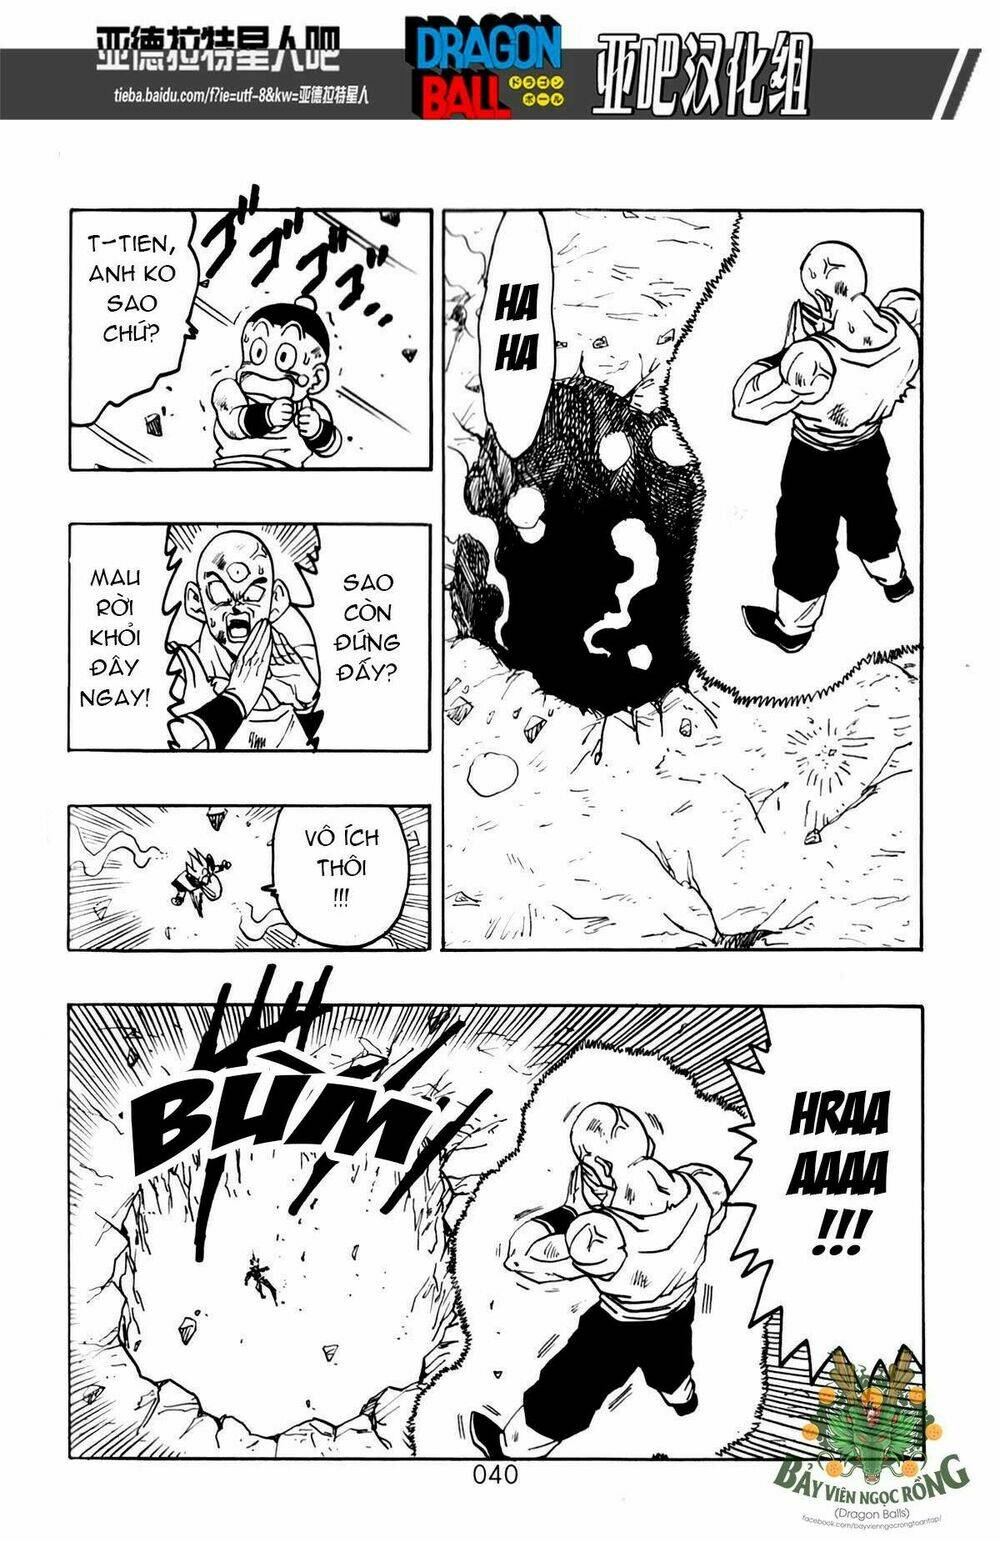 亚德拉特星人吧
tieba.baidu.com/f?ie=utf-8&kw=亚德拉特星人
DRAGON
BALL
ドラゴン
ボール
亚吧汉化组
HA
HA
T-TIEN,
ANH KO
SAO
CHỨ?
SAO
CÒN
ĐỨNG
ĐẤY?
MAU
RỜI
KHỎI
ĐÂY
NGAY!
VÔ ÍCH
THÔI
!!!
BÙM
HRAA
AAAA
!!!
040
BẢY VIÊN NGỌC RỒNG
(Dragon Balls)
facebook.com/bayvienngocrongtoantap/